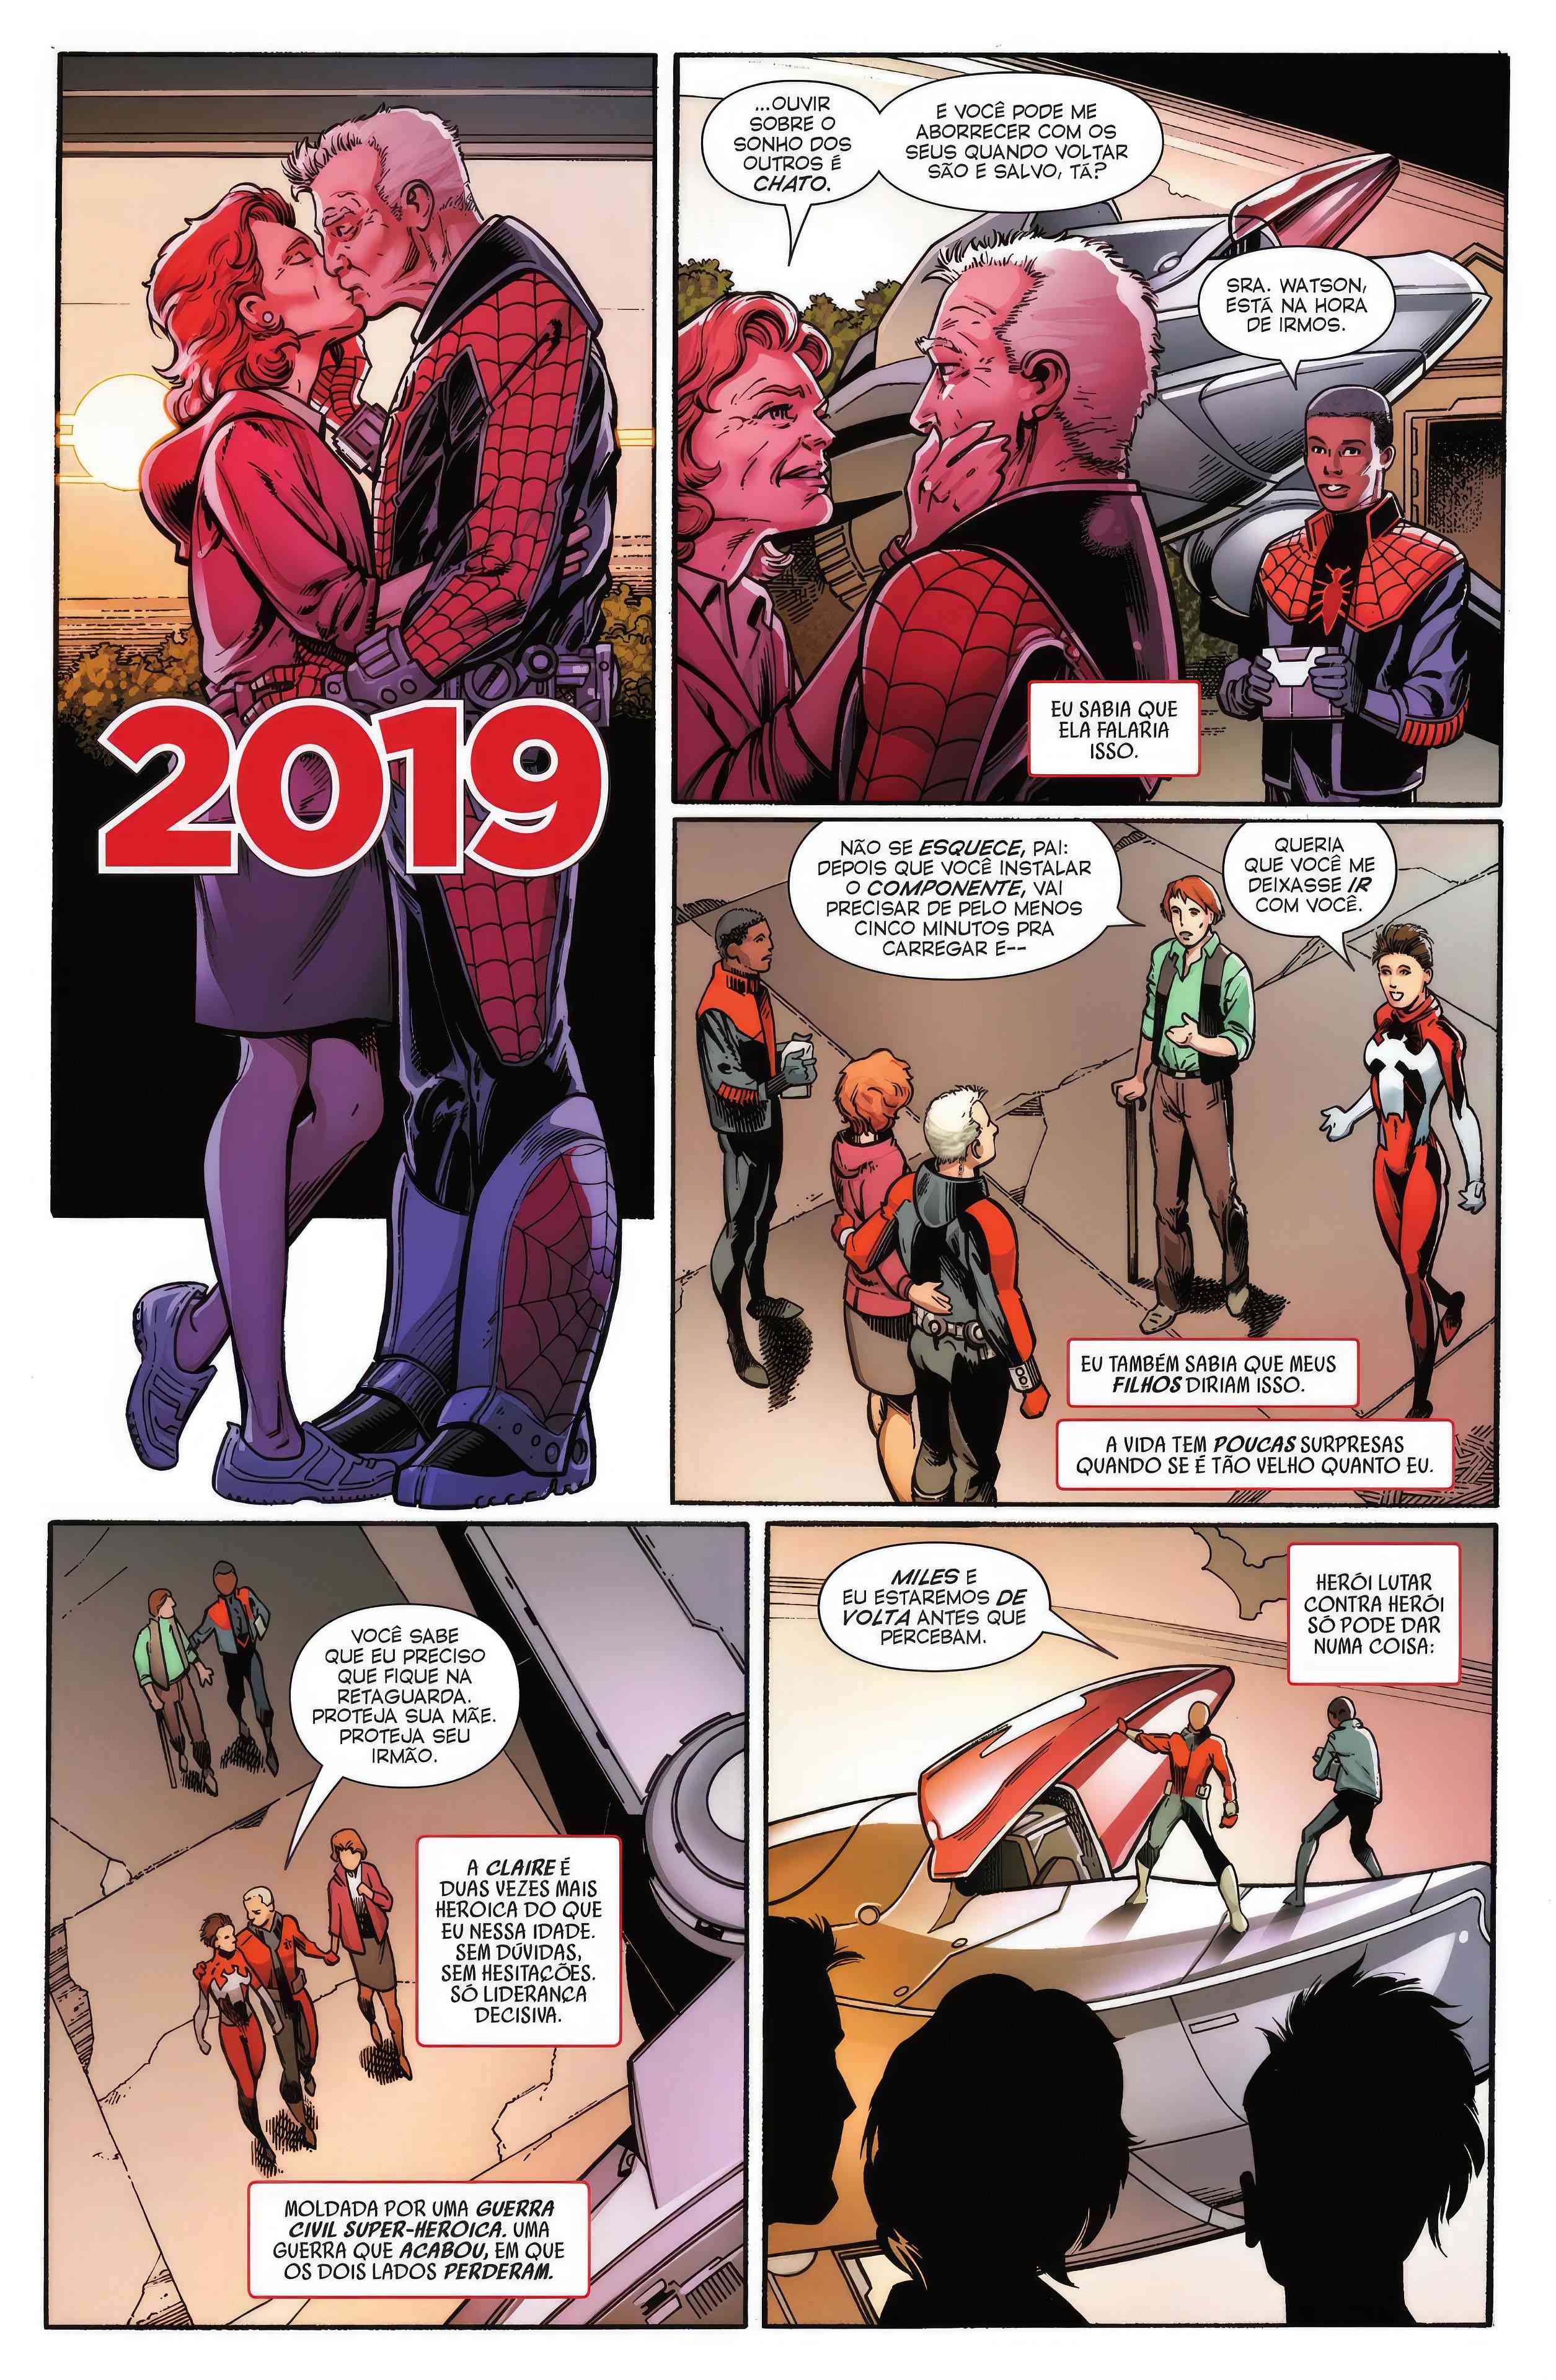 2019
...OUVIR
SOBRE O
SONHO DOS
OUTROS É
CHATO.
E VOCÊ PODE ME
ABORRECER COM OS
SEUS QUANDO VOLTAR
SÃO E SALVO, TÁ?
SRA. WATSON,
ESTÁ NA HORA
DE IRMOS.
EU SABIA QUE
ELA FALARIA
ISSO.
NÃO SE ESQUECE, PAI:
DEPOIS QUE VOCÊ INSTALAR
O COMPONENTE, VAI
PRECISAR DE PELO MENOS
CINCO MINUTOS PRA
CARREGAR E--
QUERIA
QUE VOCÊ ME
DEIXASSE IR
COM VOCÊ.
EU TAMBÉM SABIA QUE MEUS
FILHOS DIRIAM ISSO.
A VIDA TEM POUCAS SURPRESAS
QUANDO SE É TÃO VELHO QUANTO EU.
VOCÊ SABE
QUE EU PRECISO
QUE FIQUE NA
RETAGUARDA.
PROTEJA SUA MÃE.
PROTEJA SEU
IRMÃO.
A CLAIRE É
DUAS VEZES MAIS
HEROICA DO QUE
EU NESSA IDADE.
SEM DÚVIDAS,
SEM HESITAÇÕES.
SÓ LIDERANÇA
DECISIVA.
MOLDADA POR UMA GUERRA
CIVIL SUPER-HEROICA. UMA
GUERRA QUE ACABOU, EM QUE
OS DOIS LADOS PERDERAM.
MILES E
EU ESTAREMOS DE
VOLTA ANTES QUE
PERCEBAM.
HERÓI LUTAR
CONTRA HERÓI
SÓ PODE DAR
NUMA COISA: